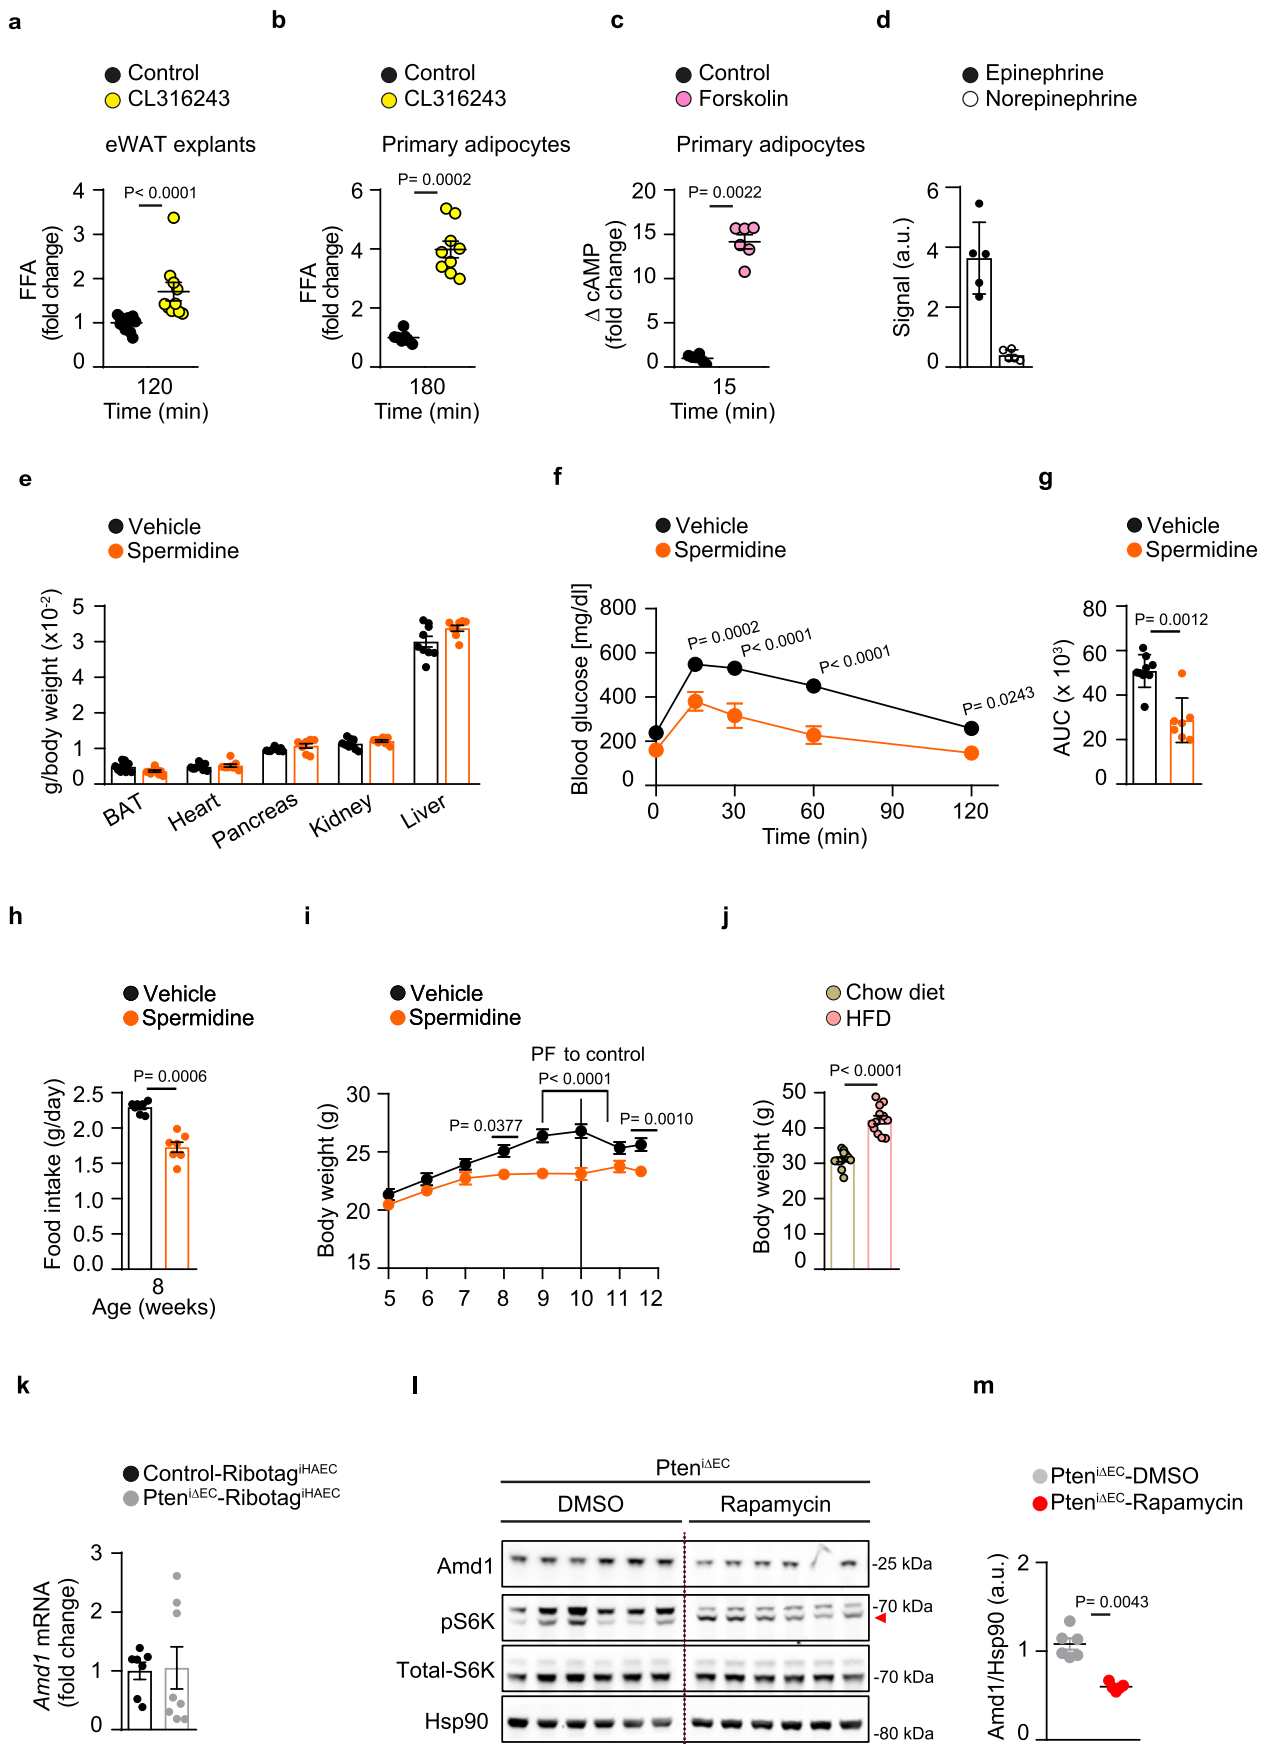 a
Control
CL316243
eWAT explants
P< 0.0001
FFA
(fold change)
4
3
2
1
0
120
Time (min)
b
Control
CL316243
Primary adipocytes
P= 0.0002
FFA
(fold change)
6
4
2
0
180
Time (min)
c
Control
Forskolin
Primary adipocytes
P= 0.0022
Δ cAMP
(fold change)
20
15
10
5
0
15
Time (min)
d
Epinephrine
Norepinephrine
Signal (a.u.)
6
4
2
0
e
Vehicle
Spermidine
g/body weight (x10⁻²)
5
3
4
2
1
0
BAT
Heart
Pancreas
Kidney
Liver
f
Vehicle
Spermidine
Blood glucose [mg/dl]
800
600
400
200
0
P= 0.0002
P< 0.0001
P< 0.0001
P= 0.0243
0
30
60
90
120
Time (min)
g
Vehicle
Spermidine
P= 0.0012
AUC (x 10³)
80
60
40
20
0
h
Vehicle
Spermidine
P= 0.0006
Food intake (g/day)
2.5
2.0
1.5
1.0
0.5
0.0
8
Age (weeks)
i
Vehicle
Spermidine
PF to control
P< 0.0001
P= 0.0377
P= 0.0010
Body weight (g)
30
25
20
15
5
6
7
8
9
10
11
12
j
Chow diet
HFD
P< 0.0001
Body weight (g)
50
40
30
20
10
0
k
Control-Ribotagⁱᴴᴬᴱᶜ
PtenⁱΔᴱᶜ-Ribotagⁱᴴᴬᴱᶜ
Amd1 mRNA
(fold change)
3
2
1
0
l
PtenⁱΔᴱᶜ
DMSO
Rapamycin
Amd1
-25 kDa
pS6K
-70 kDa
Total-S6K
-70 kDa
Hsp90
-80 kDa
m
PtenⁱΔᴱᶜ-DMSO
PtenⁱΔᴱᶜ-Rapamycin
P= 0.0043
Amd1/Hsp90 (a.u.)
2
1
0